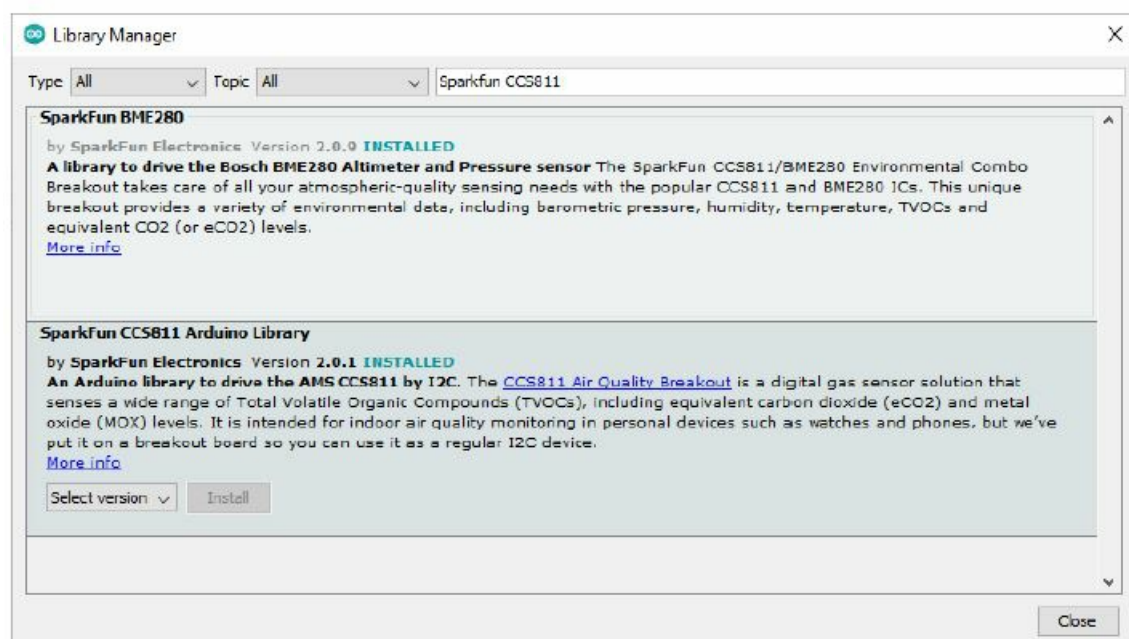 Library Manager
Type All Topic All Sparkfun CCS811
SparkFun BME280
by SparkFun Electronics Version 2.0.9 INSTALLED
A library to drive the Bosch BME280 Altimeter and Pressure sensor The SparkFun CCS811/BME280 Environmental Combo
Breakout takes care of all your atmospheric-quality sensing needs with the popular CCS811 and BME280 ICs. This unique
breakout provides a variety of environmental data, including barometric pressure, humidity, temperature, TVOCs and
equivalent CO2 (or eCO2) levels.
More info
SparkFun CCS811 Arduino Library
by SparkFun Electronics Version 2.0.1 INSTALLED
An Arduino library to drive the AMS CCS811 by I2C. The CCS811 Air Quality Breakout is a digital gas sensor solution that
senses a wide range of Total Volatile Organic Compounds (TVOCs), including equivalent carbon dioxide (eCO2) and metal
oxide (MOX) levels. It is intended for indoor air quality monitoring in personal devices such as watches and phones, but we've
put it on a breakout board so you can use it as a regular I2C device.
More info
Select version Install
Close